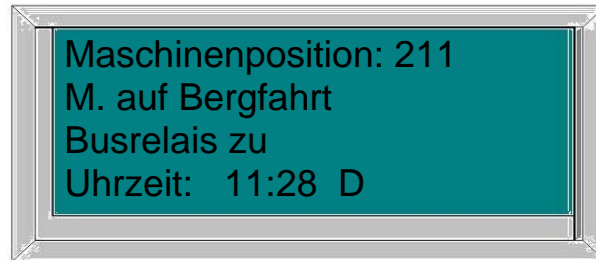 Maschinenposition: 211
M. auf Bergfahrt
Busrelais zu
Uhrzeit: 11:28 D